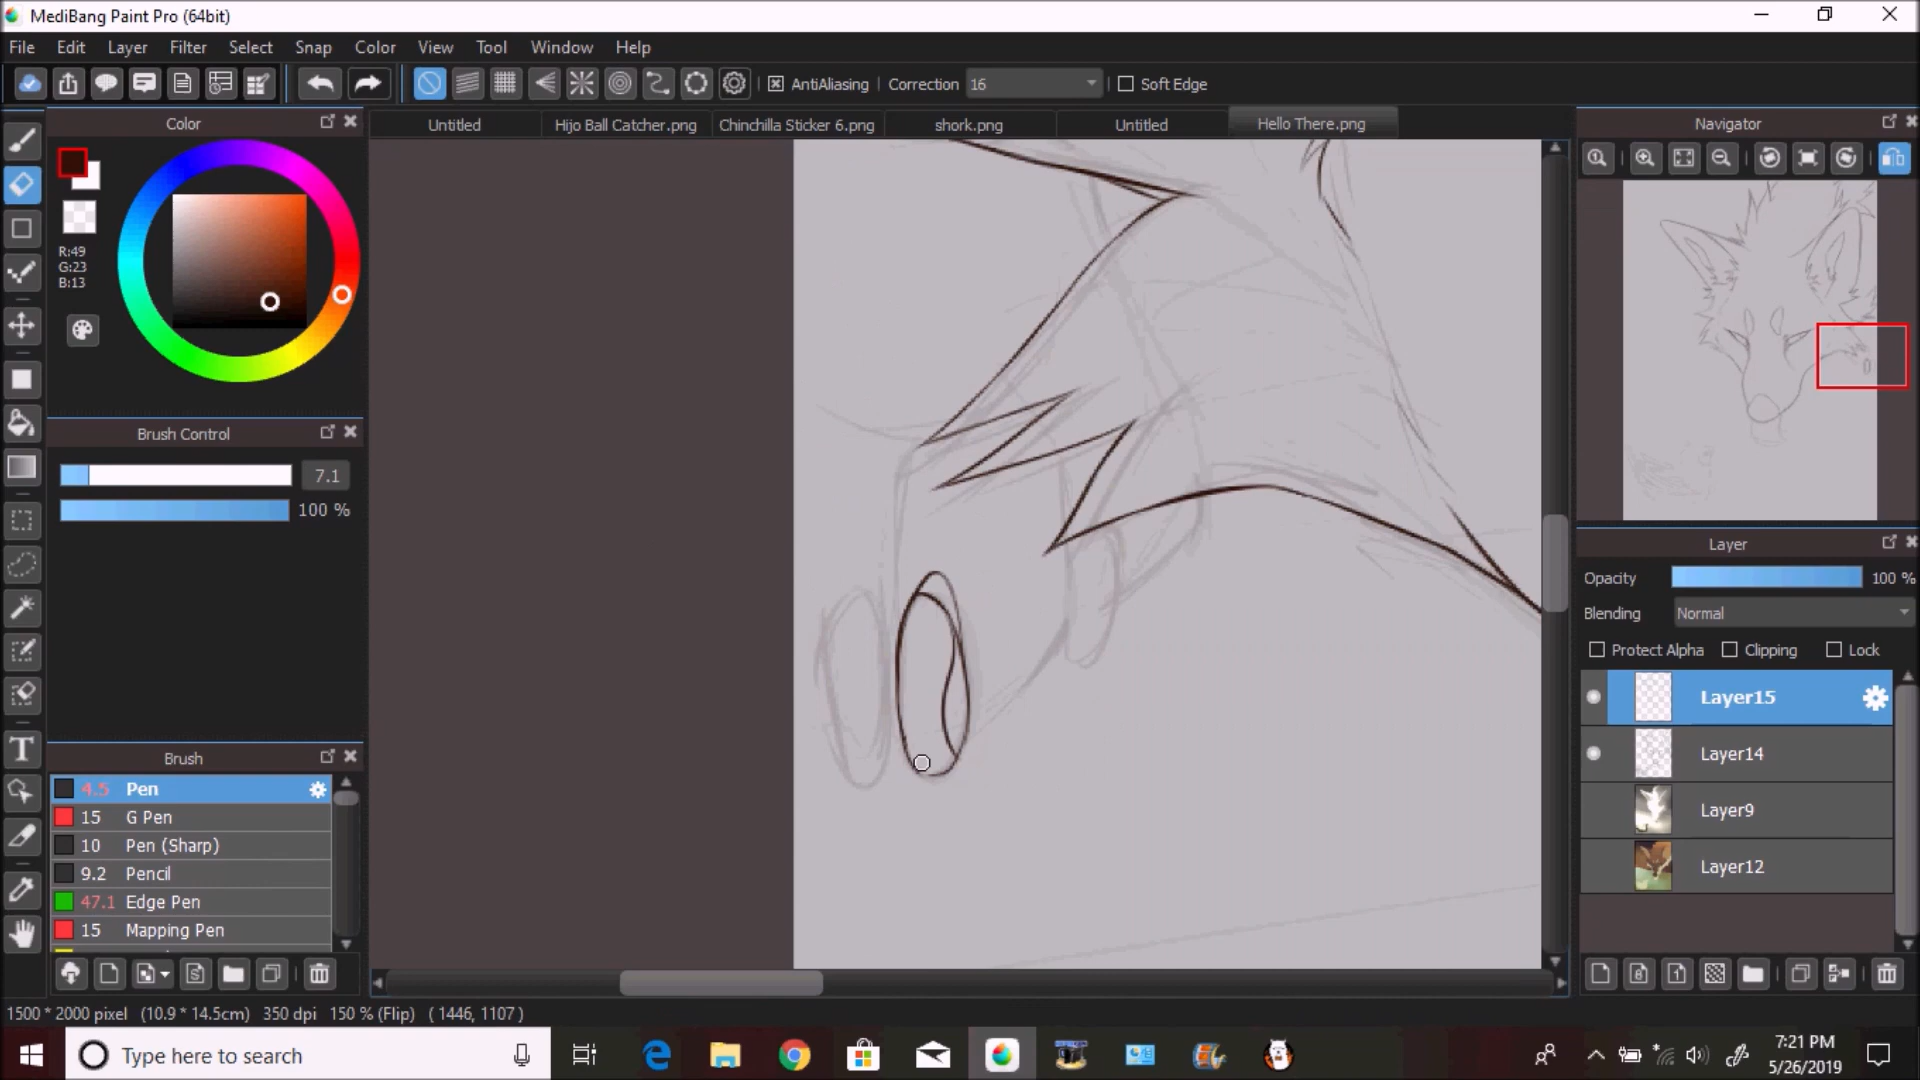 MediBang Paint Pro (64bit)
File Edit Layer Filter Select Snap Color View Tool Window Help
AntiAliasing Correction 16 Soft Edge
Color
Untitled Hijo Ball Catcher.png Chinchilla Sticker 6.png shork.png Untitled Hello There.png
Navigator
R:49
G:23
B:13
Brush Control
7.1
100 %
Layer
Opacity 100 %
Blending Normal
Protect Alpha Clipping Lock
Layer15
Layer14
Layer9
Layer12
Brush
4.5 Pen
15 G Pen
10 Pen (Sharp)
9.2 Pencil
47.1 Edge Pen
15 Mapping Pen
1500 * 2000 pixel (10.9 * 14.5cm) 350 dpi 150 % (Flip) ( 1446, 1107 )
Type here to search
7:21 PM
5/26/2019